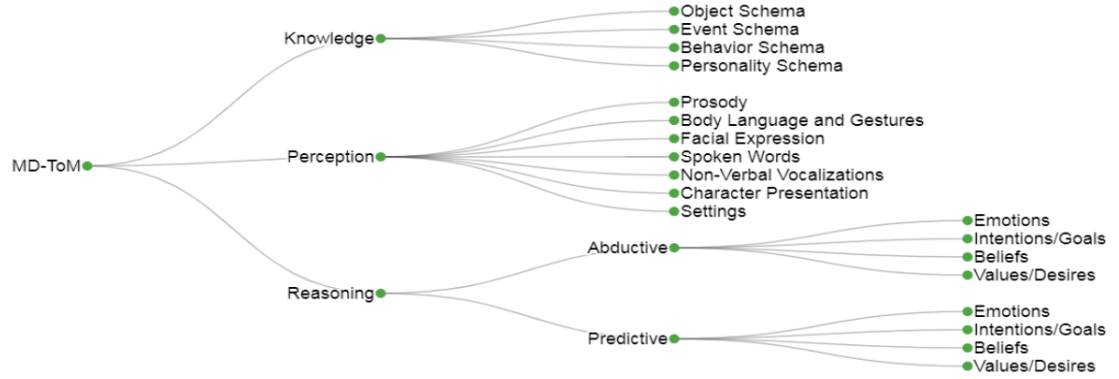 MD-ToM
Knowledge
Object Schema
Event Schema
Behavior Schema
Personality Schema
Perception
Prosody
Body Language and Gestures
Facial Expression
Spoken Words
Non-Verbal Vocalizations
Character Presentation
Settings
Reasoning
Abductive
Emotions
Intentions/Goals
Beliefs
Values/Desires
Predictive
Emotions
Intentions/Goals
Beliefs
Values/Desires